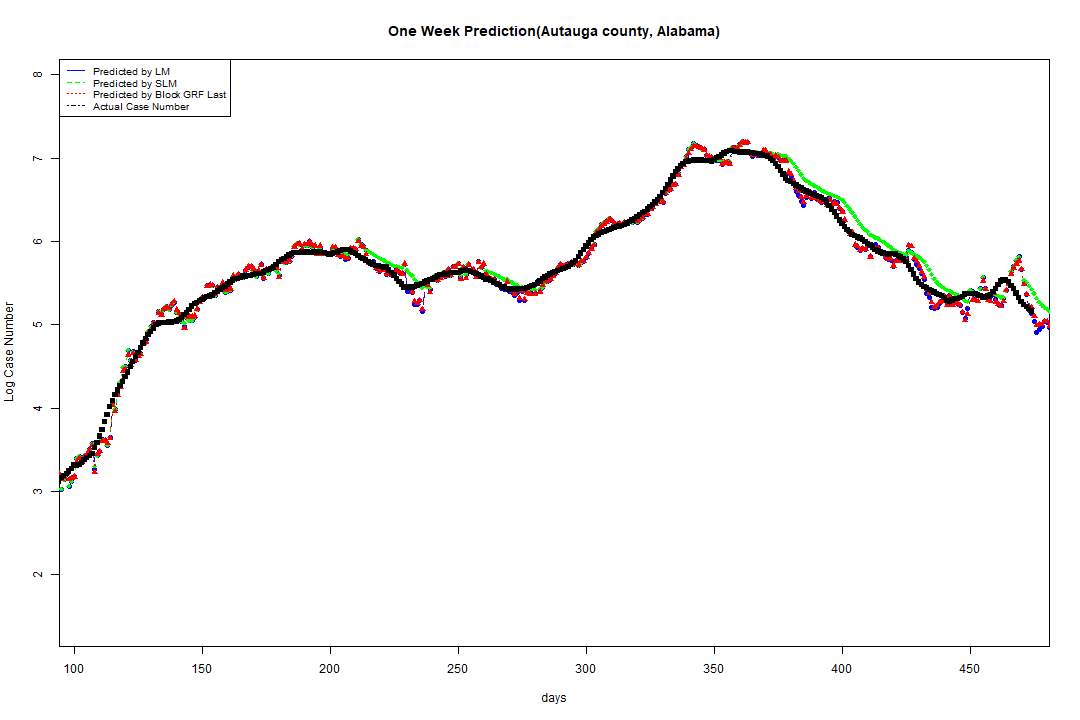 One Week Prediction(Autauga county, Alabama)
Predicted by LM
Predicted by SLM
Predicted by Block GRF Last
Actual Case Number
8
7
6
5
4
3
2
Log Case Number
100 150 200 250 300 350 400 450
days